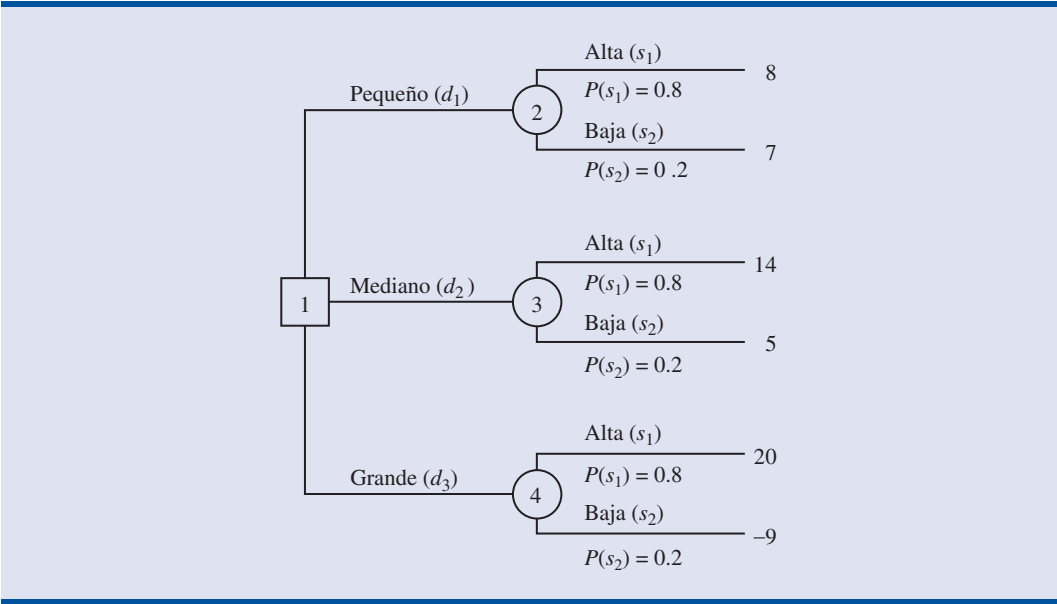 Alta (s₁)
8
Pequeño (d₁)
P(s₁) = 0.8
2
Baja (s₂)
7
P(s₂) = 0 .2
Alta (s₁)
14
Mediano (d₂ )
P(s₁) = 0.8
1
3
Baja (s₂)
5
P(s₂) = 0.2
Alta (s₁)
20
Grande (d₃)
P(s₁) = 0.8
4
Baja (s₂)
–9
P(s₂) = 0.2